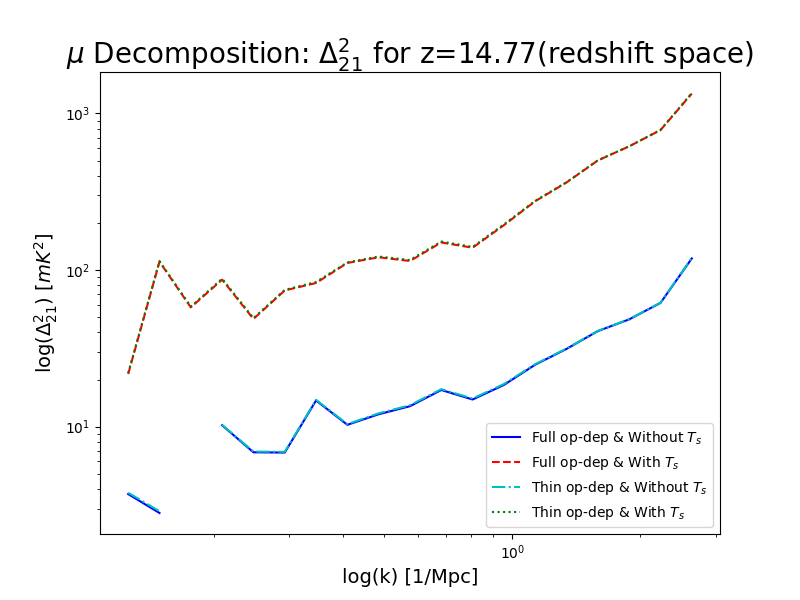 μ Decomposition: Δ²₂₁ for z=14.77(redshift space)
log(Δ²₂₁) [mK²]
10³
10²
10¹
Full op-dep & Without Tₛ
Full op-dep & With Tₛ
Thin op-dep & Without Tₛ
Thin op-dep & With Tₛ
10⁰
log(k) [1/Mpc]